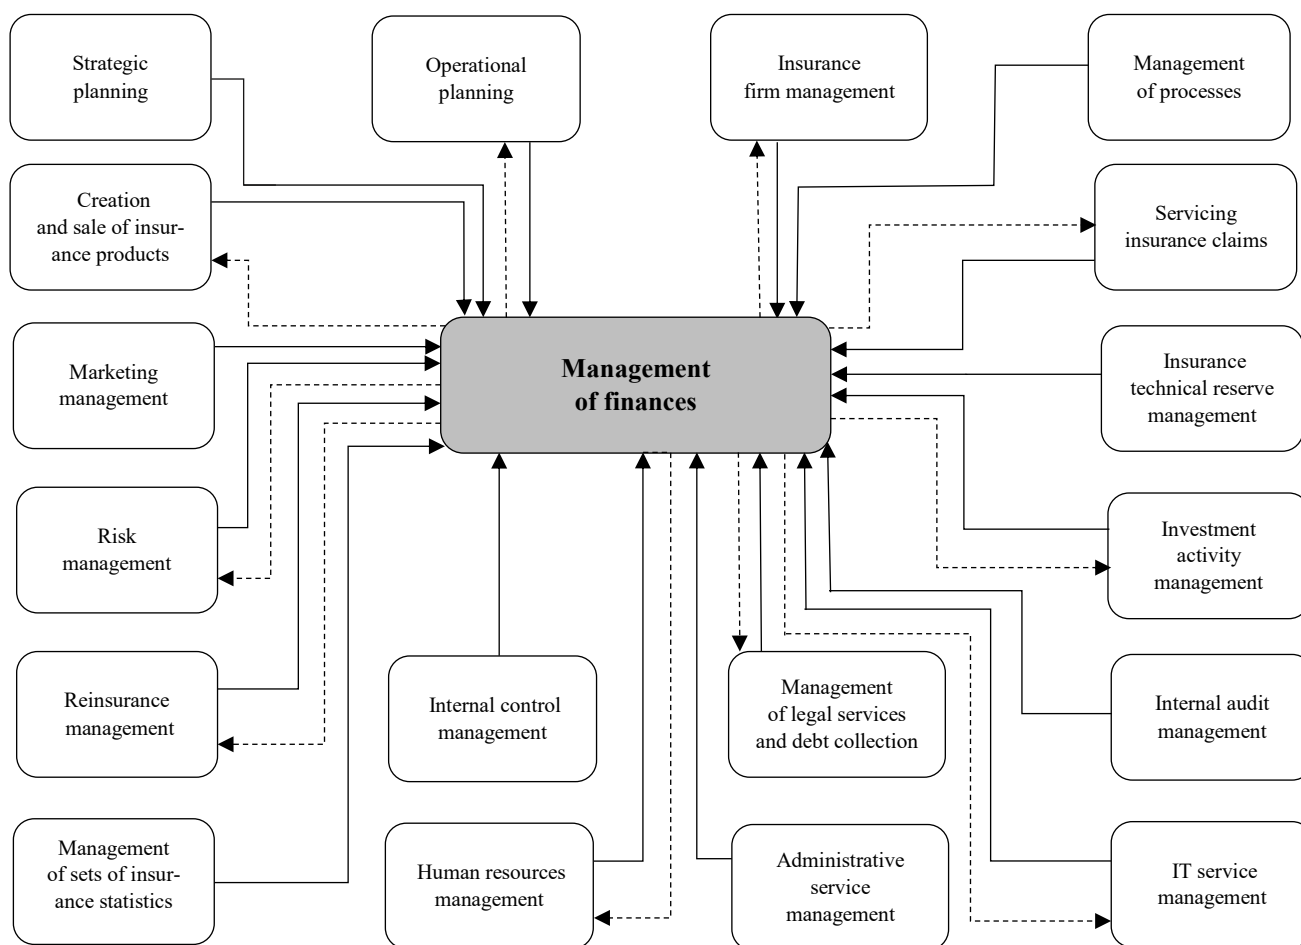 Strategic
planning
Operational
planning
Insurance
firm management
Management
of processes
Creation
and sale of insur-
ance products
Servicing
insurance claims
Marketing
management
Management
of finances
Insurance
technical reserve
management
Risk
management
Investment
activity
management
Reinsurance
management
Internal control
management
Management
of legal services
and debt collection
Internal audit
management
Management
of sets of insur-
ance statistics
Human resources
management
Administrative
service
management
IT service
management